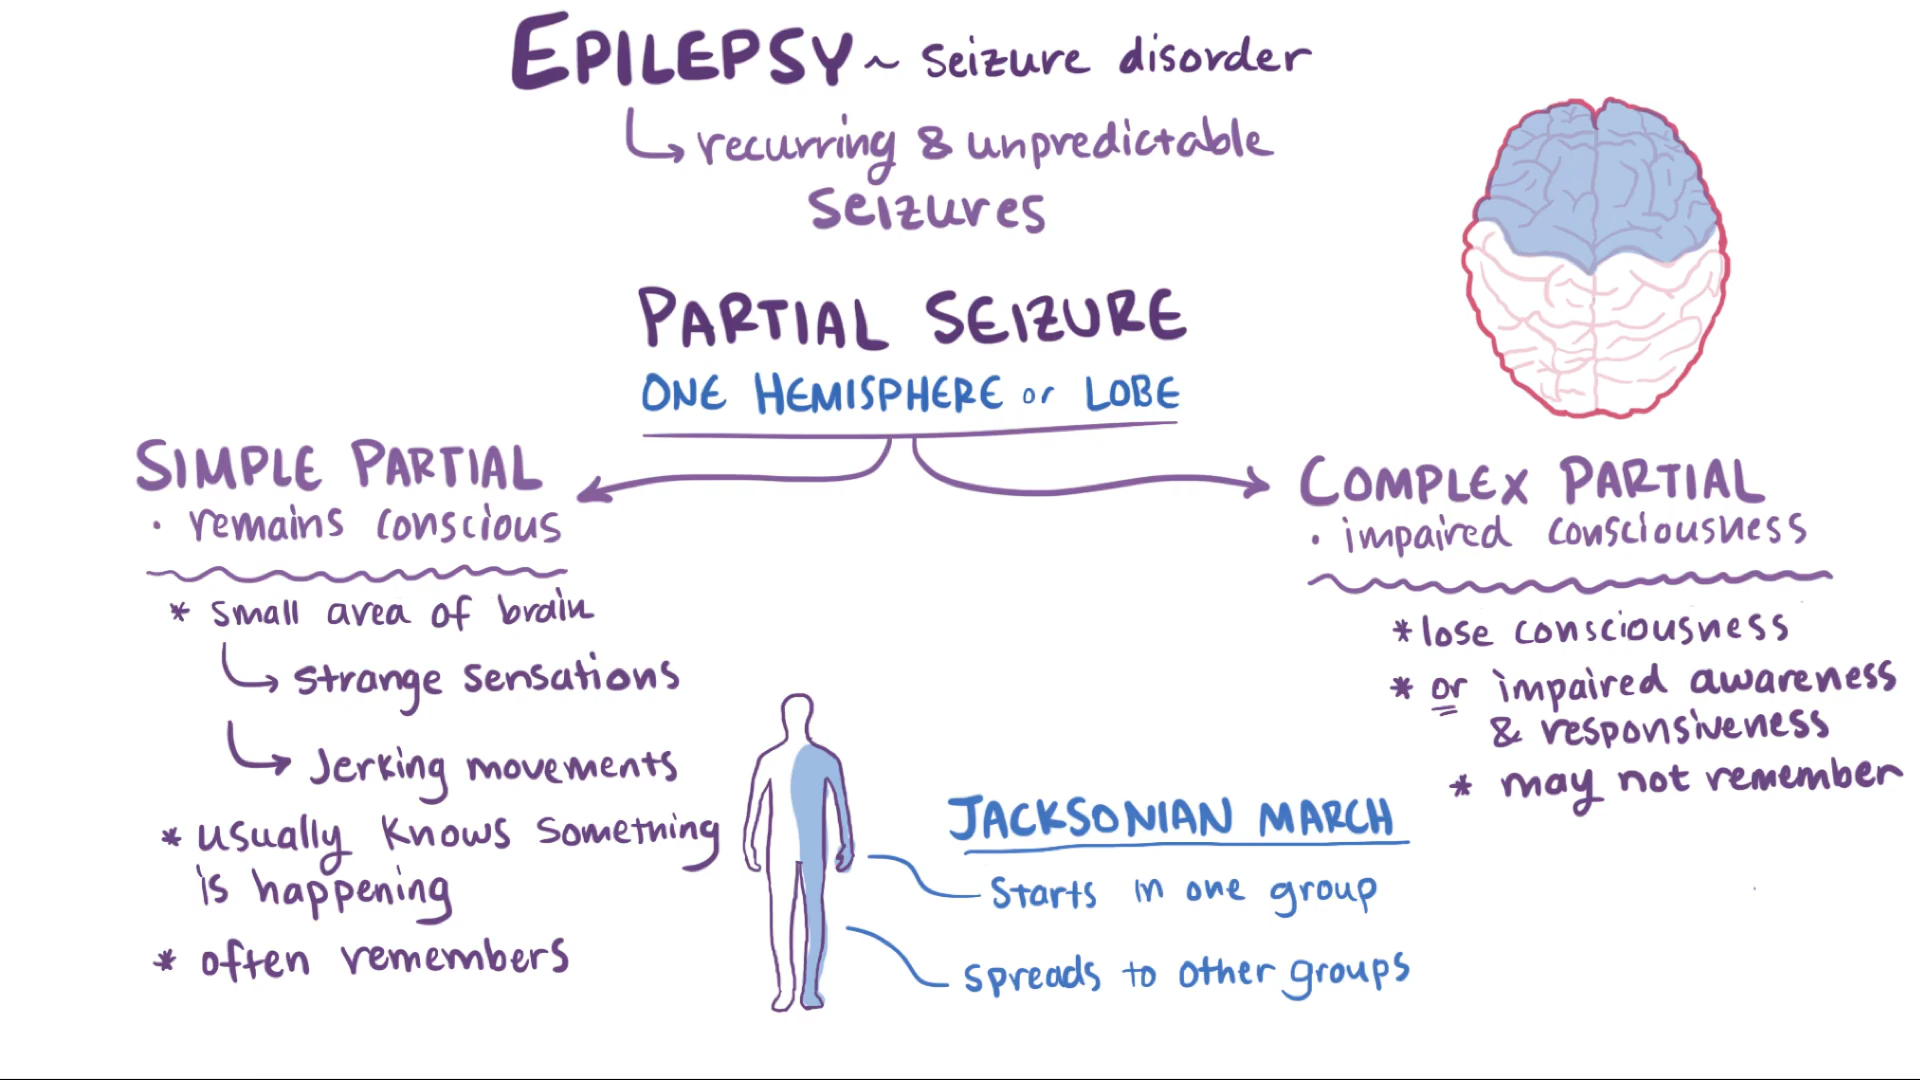 EPILEPSY ~ seizure disorder
recurring & unpredictable
seizures
PARTIAL SEIZURE
ONE HEMISPHERE or LOBE
SIMPLE PARTIAL
• remains conscious
* small area of brain
strange sensations
Jerking movements
* usually knows something
is happening
* often remembers
JACKSONIAN MARCH
Starts in one group
spreads to other groups
COMPLEX PARTIAL
• impaired consciousness
* lose consciousness
* or impaired awareness
& responsiveness
* may not remember